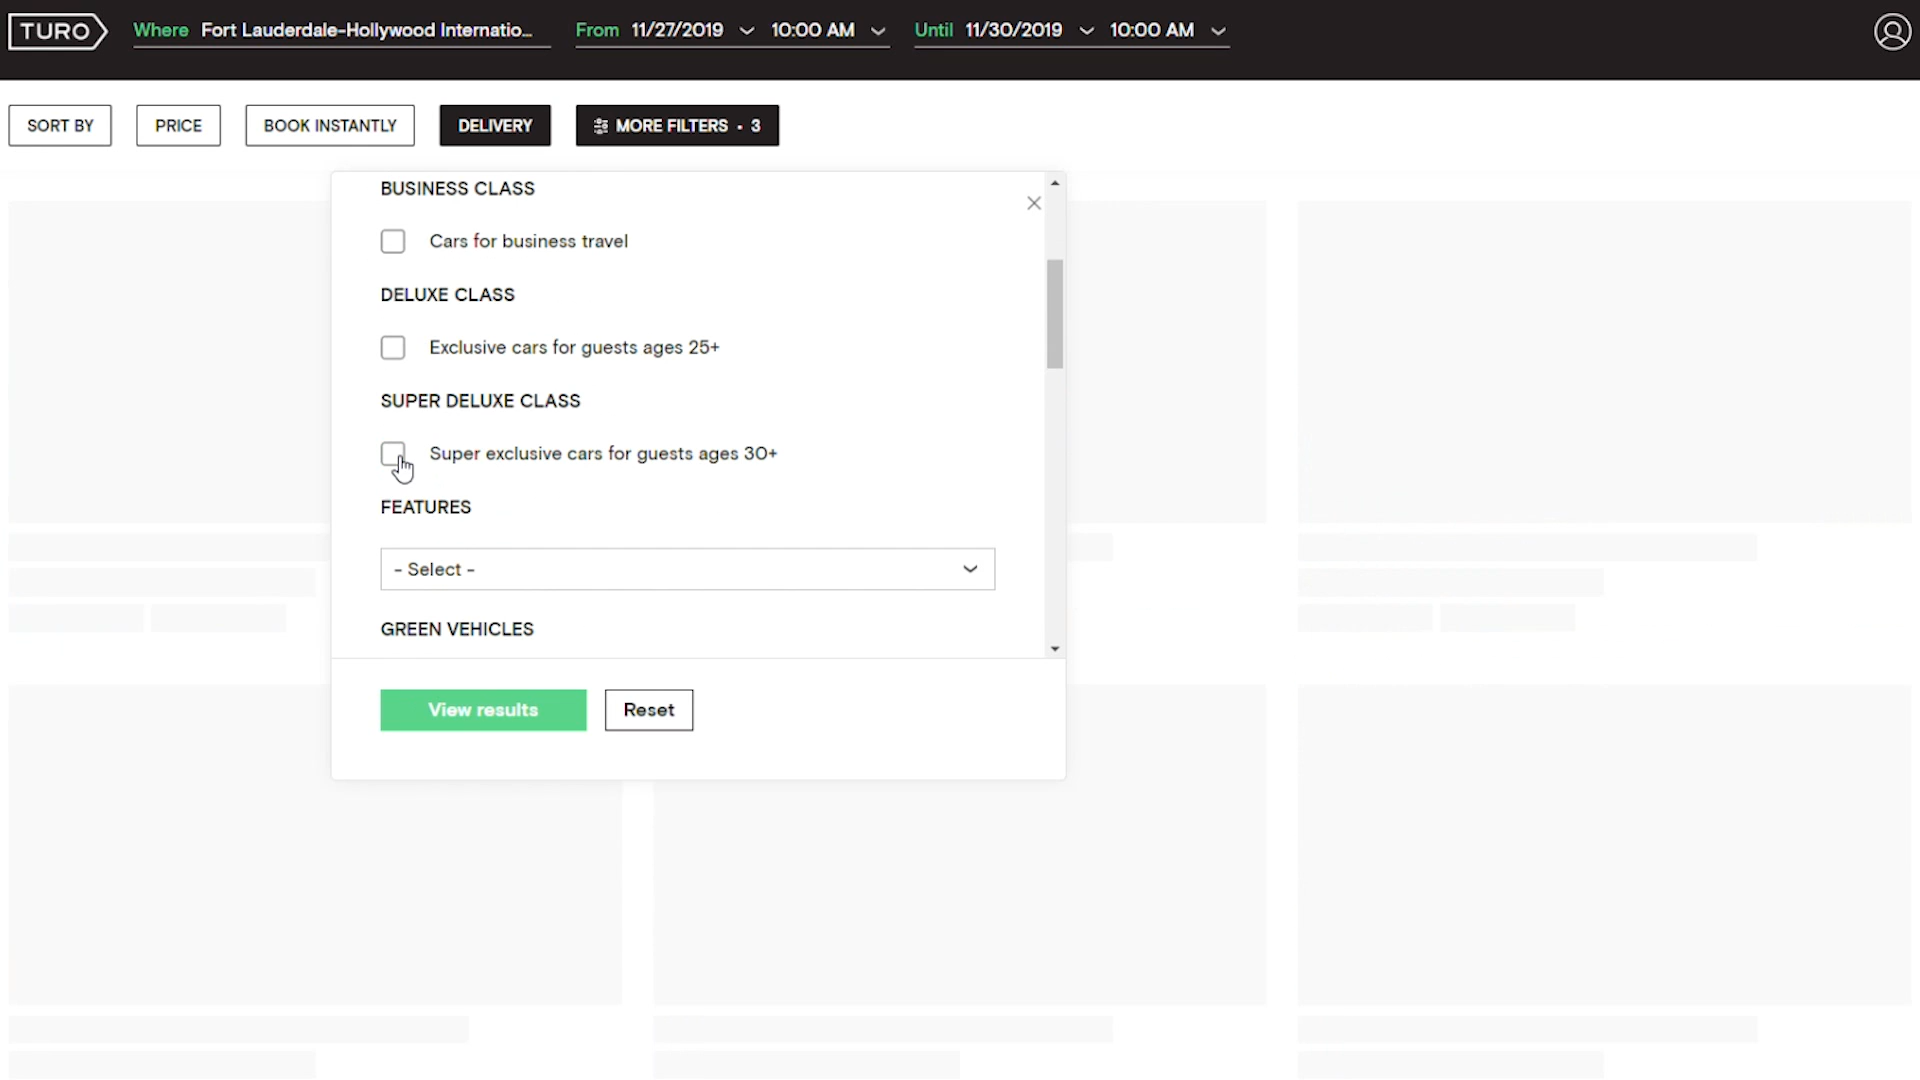 TURO Where Fort Lauderdale-Hollywood Internatio... From 11/27/2019 10:00 AM Until 11/30/2019 10:00 AM
SORT BY PRICE BOOK INSTANTLY DELIVERY MORE FILTERS • 3
BUSINESS CLASS
Cars for business travel
DELUXE CLASS
Exclusive cars for guests ages 25+
SUPER DELUXE CLASS
Super exclusive cars for guests ages 30+
FEATURES
- Select -
GREEN VEHICLES
View results Reset